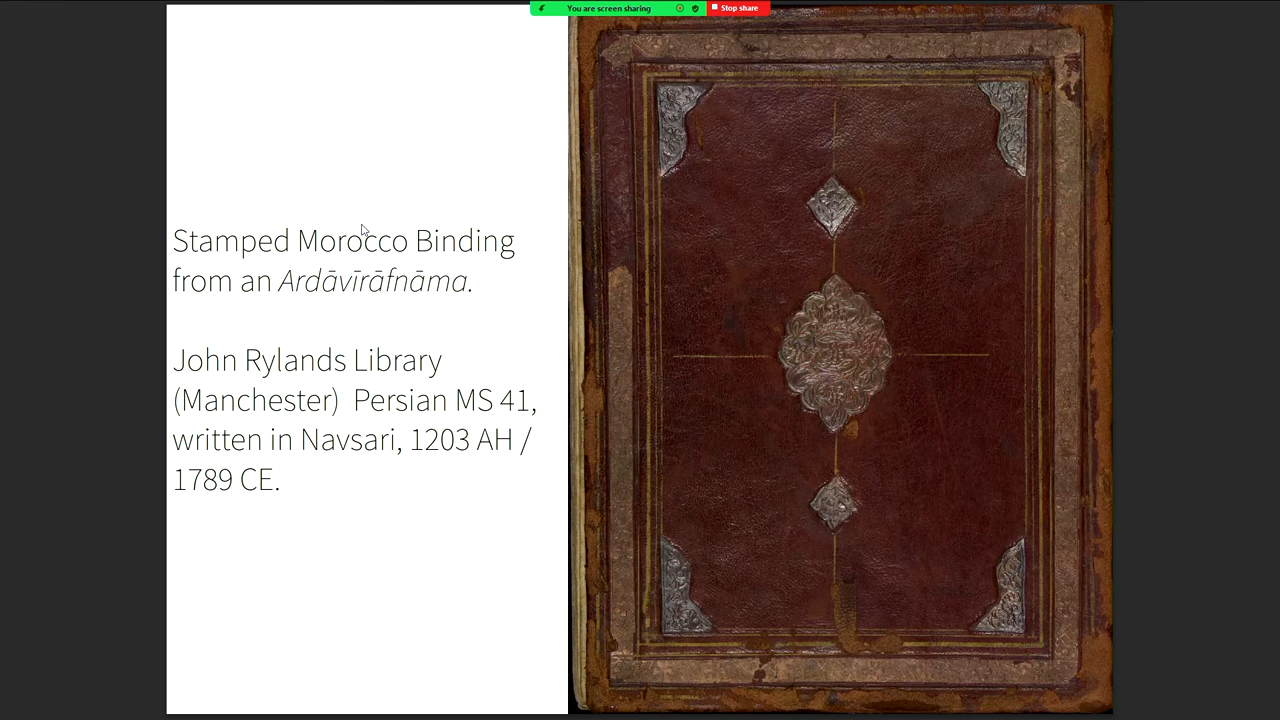 You are screen sharing
Stop share
Stamped Morocco Binding
from an Ardāvīrāfnāma.
John Rylands Library
(Manchester)  Persian MS 41,
written in Navsari, 1203 AH /
1789 CE.